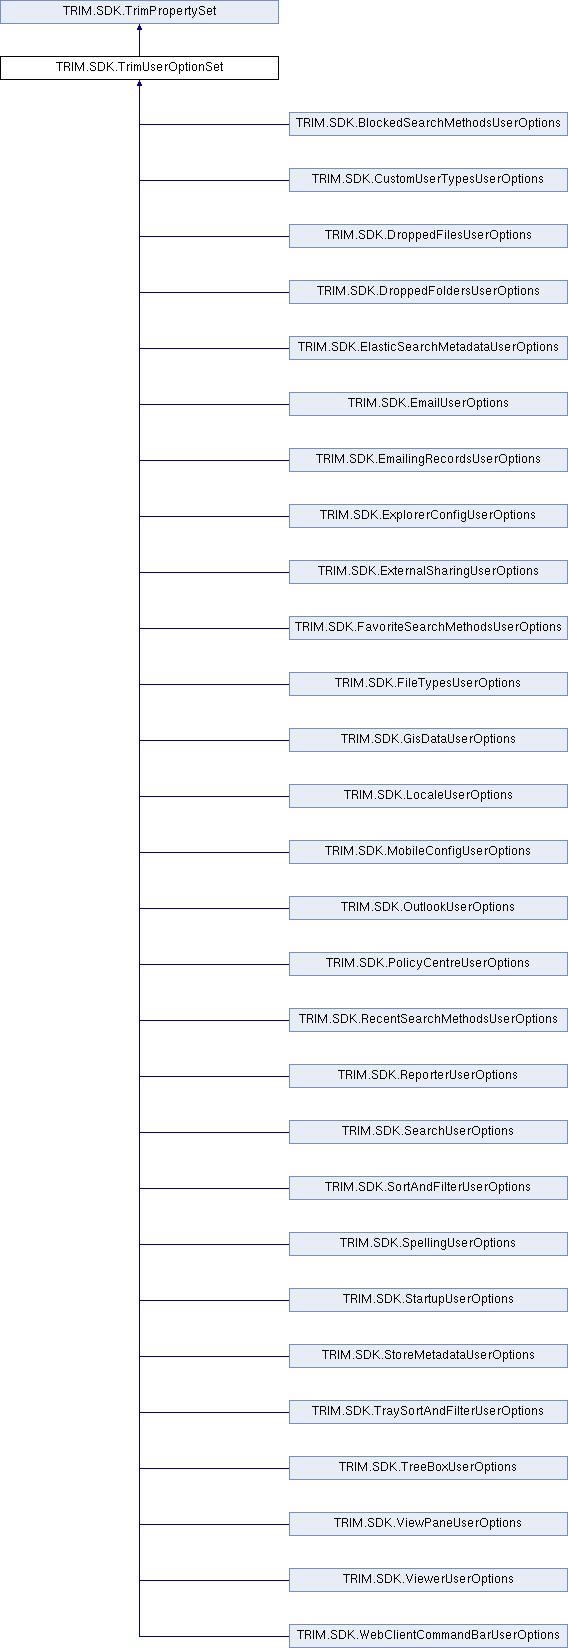 TRIM.SDK.TrimPropertySet
TRIM.SDK.TrimUserOptionSet
TRIM.SDK.BlockedSearchMethodsUserOptions
TRIM.SDK.CustomUserTypesUserOptions
TRIM.SDK.DroppedFilesUserOptions
TRIM.SDK.DroppedFoldersUserOptions
TRIM.SDK.ElasticSearchMetadataUserOptions
TRIM.SDK.EmailUserOptions
TRIM.SDK.EmailingRecordsUserOptions
TRIM.SDK.ExplorerConfigUserOptions
TRIM.SDK.ExternalSharingUserOptions
TRIM.SDK.FavoriteSearchMethodsUserOptions
TRIM.SDK.FileTypesUserOptions
TRIM.SDK.GisDataUserOptions
TRIM.SDK.LocaleUserOptions
TRIM.SDK.MobileConfigUserOptions
TRIM.SDK.OutlookUserOptions
TRIM.SDK.PolicyCentreUserOptions
TRIM.SDK.RecentSearchMethodsUserOptions
TRIM.SDK.ReporterUserOptions
TRIM.SDK.SearchUserOptions
TRIM.SDK.SortAndFilterUserOptions
TRIM.SDK.SpellingUserOptions
TRIM.SDK.StartupUserOptions
TRIM.SDK.StoreMetadataUserOptions
TRIM.SDK.TraySortAndFilterUserOptions
TRIM.SDK.TreeBoxUserOptions
TRIM.SDK.ViewPaneUserOptions
TRIM.SDK.ViewerUserOptions
TRIM.SDK.WebClientCommandBarUserOptions